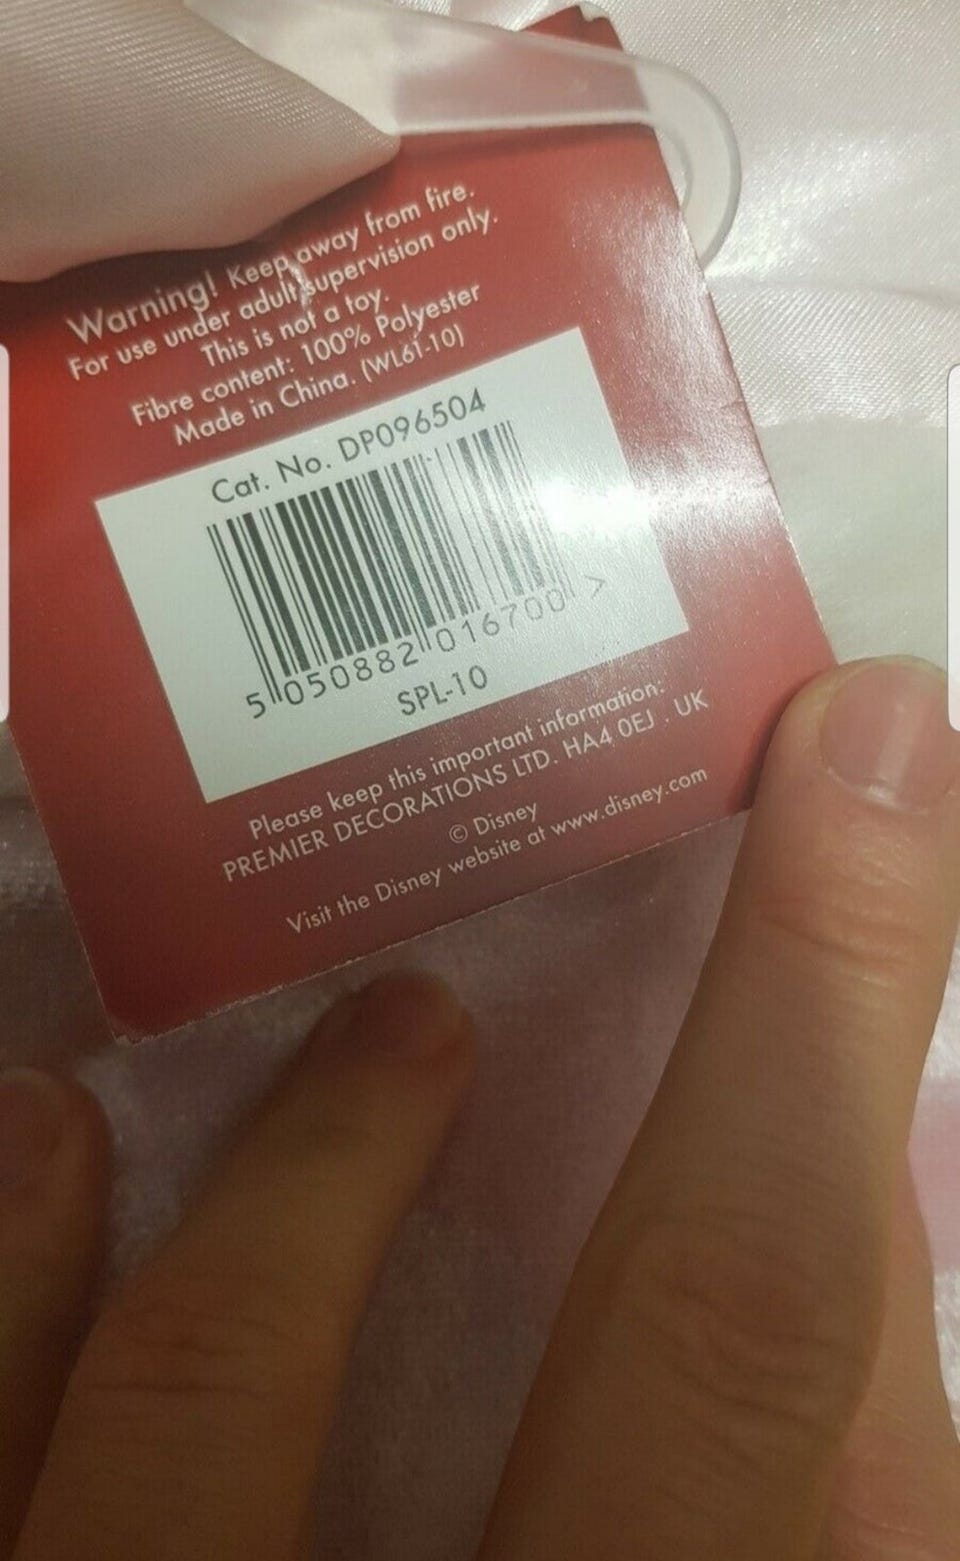 Warning! Keep away from fire.
For use under adult supervision only.
This is not a toy.
Fibre content: 100% Polyester
Made in China. (WL61-10)
Cat. No. DP096504
5 050882 016700 >
SPL-10
Please keep this important information:
PREMIER DECORATIONS LTD. HA4 0EJ . UK
© Disney
Visit the Disney website at www.disney.com